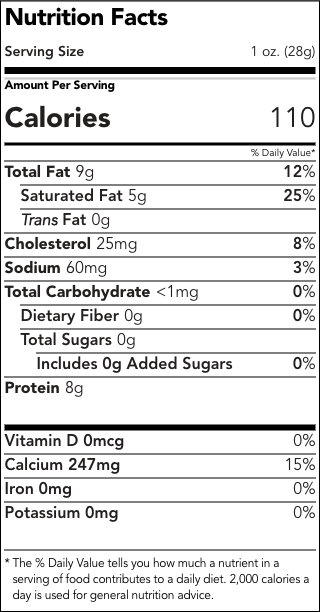 Nutrition Facts
Serving Size 1 oz. (28g)
Amount Per Serving
Calories 110
% Daily Value*
Total Fat 9g 12%
Saturated Fat 5g 25%
Trans Fat 0g
Cholesterol 25mg 8%
Sodium 60mg 3%
Total Carbohydrate <1mg 0%
Dietary Fiber 0g 0%
Total Sugars 0g
Includes 0g Added Sugars 0%
Protein 8g
Vitamin D 0mcg 0%
Calcium 247mg 15%
Iron 0mg 0%
Potassium 0mg 0%
* The % Daily Value tells you how much a nutrient in a
serving of food contributes to a daily diet. 2,000 calories a
day is used for general nutrition advice.